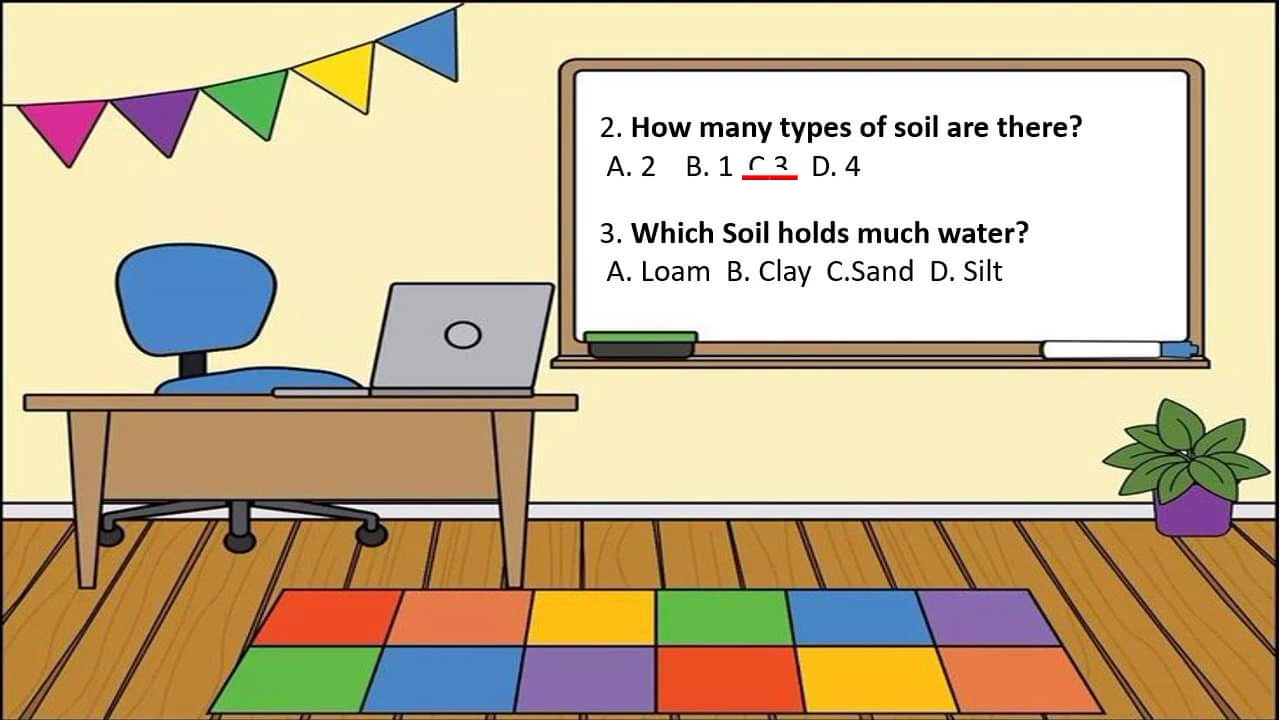 2. How many types of soil are there?
A. 2 B. 1 C 3 D. 4
3. Which Soil holds much water?
A. Loam B. Clay C.Sand D. Silt